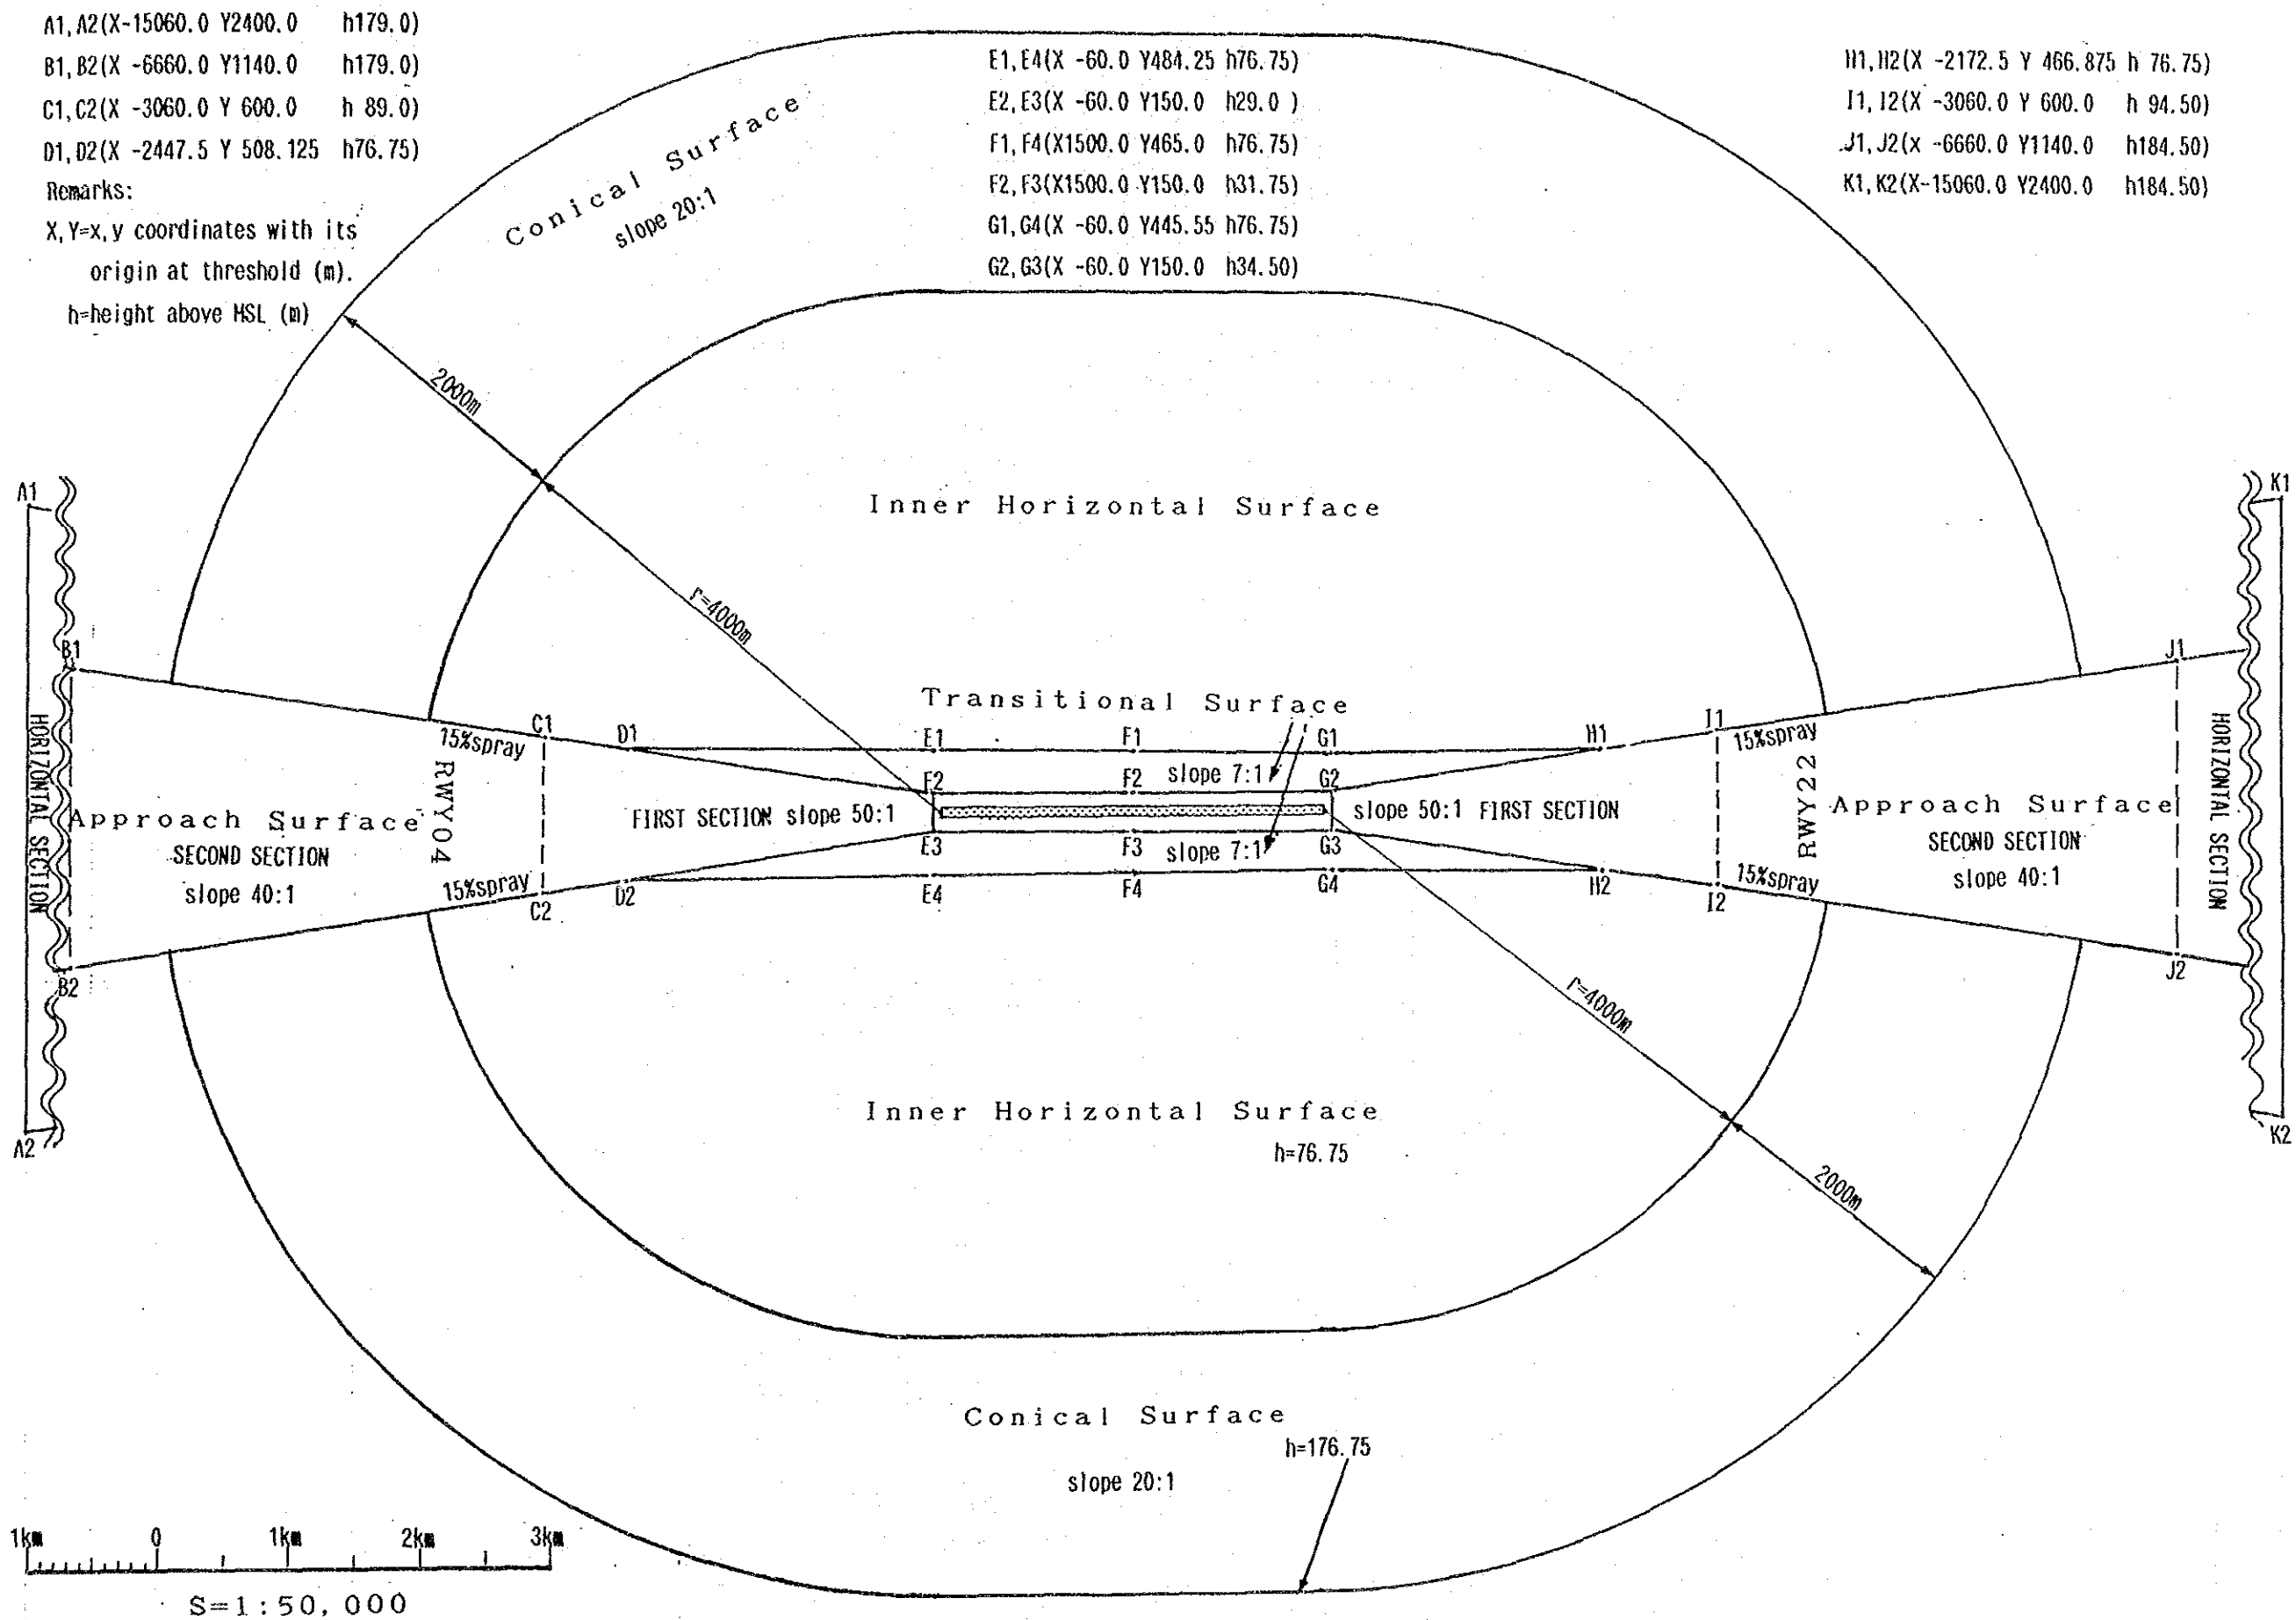 A1,A2(X-15060.0 Y2400.0 h179.0)
B1,B2(X -6660.0 Y1140.0 h179.0)
C1,C2(X -3060.0 Y 600.0 h 89.0)
D1,D2(X -2447.5 Y 508.125 h76.75)
Remarks:
X,Y=x,y coordinates with its
origin at threshold (m).
h=height above MSL (m)
E1,E4(X -60.0 Y484.25 h76.75)
E2,E3(X -60.0 Y150.0 h29.0 )
F1,F4(X1500.0 Y465.0 h76.75)
F2,F3(X1500.0 Y150.0 h31.75)
G1,G4(X -60.0 Y445.55 h76.75)
G2,G3(X -60.0 Y150.0 h34.50)
H1,H2(X -2172.5 Y 466.875 h 76.75)
I1,I2(X -3060.0 Y 600.0 h 94.50)
J1,J2(x -6660.0 Y1140.0 h184.50)
K1,K2(X-15060.0 Y2400.0 h184.50)
Conical Surface
slope 20:1
2000m
r=4000m
Inner Horizontal Surface
A1
K1
B1
J1
Transitional Surface
C1
D1
E1
F1
G1
H1
I1
15%spray
15%spray
HORIZONTAL SECTION
RWY04
E2
F2
slope 7:1
G2
RWY22
HORIZONTAL SECTION
Approach Surface
SECOND SECTION
slope 40:1
FIRST SECTION slope 50:1
slope 50:1 FIRST SECTION
Approach Surface
SECOND SECTION
slope 40:1
E3
F3
slope 7:1
G3
15%spray
15%spray
C2
D2
E4
F4
G4
H2
I2
B2
J2
A2
K2
r=4000m
Inner Horizontal Surface
h=76.75
2000m
Conical Surface
h=176.75
slope 20:1
1km 0 1km 2km 3km
S=1:50,000